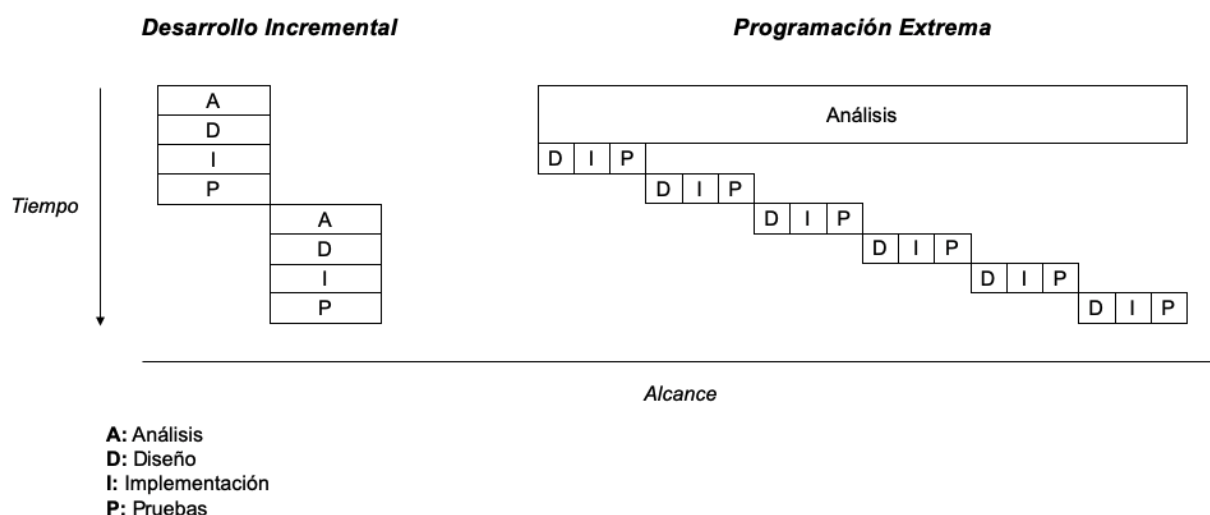 Desarrollo Incremental
Programación Extrema
A
D
I
P
A
D
I
P
Tiempo
Análisis
D I P
D I P
D I P
D I P
D I P
D I P
Alcance
A: Análisis
D: Diseño
I: Implementación
P: Pruebas